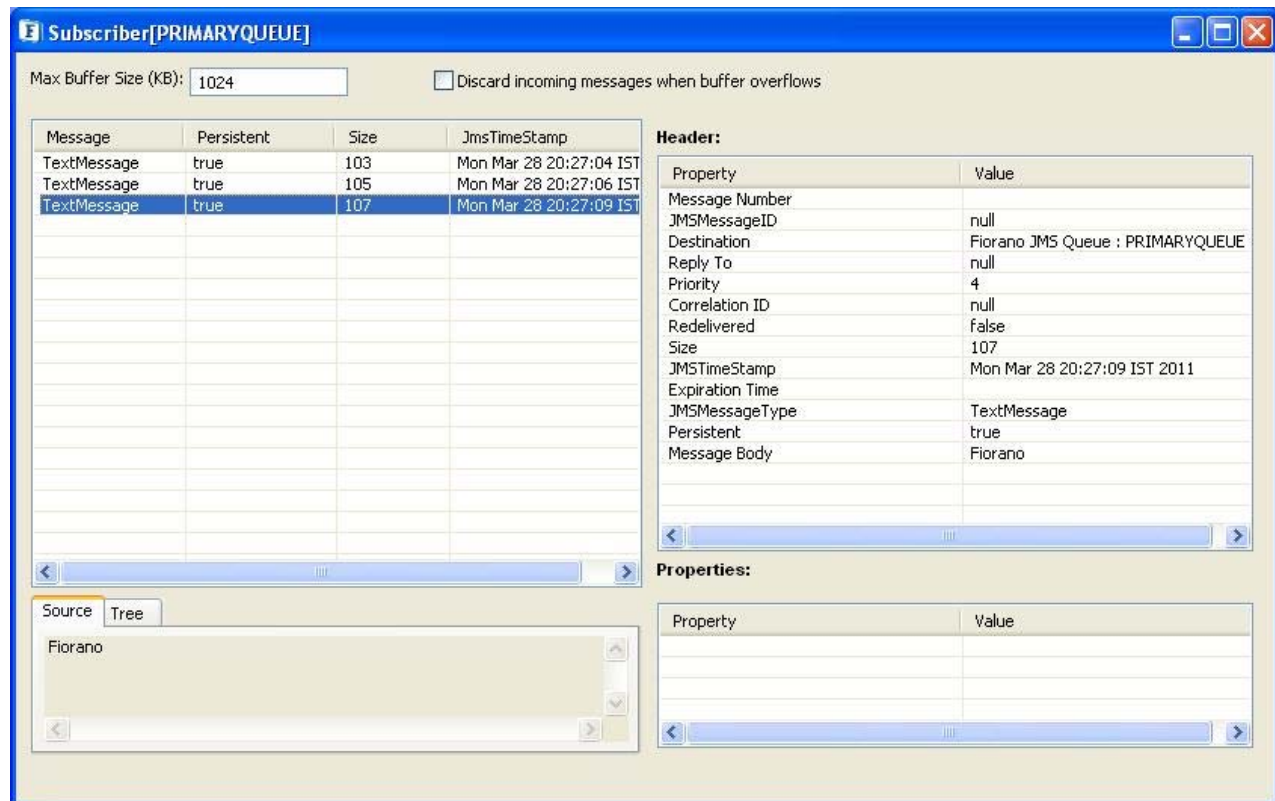 Subscriber[PRIMARYQUEUE]
Max Buffer Size (KB): 1024 Discard incoming messages when buffer overflows
Message Persistent Size JmsTimeStamp
TextMessage true 103 Mon Mar 28 20:27:04 IST
TextMessage true 105 Mon Mar 28 20:27:06 IST
TextMessage true 107 Mon Mar 28 20:27:09 IST
Source Tree
Fiorano
Header:
Property Value
Message Number
JMSMessageID null
Destination Fiorano JMS Queue : PRIMARYQUEUE
Reply To null
Priority 4
Correlation ID null
Redelivered false
Size 107
JMSTimeStamp Mon Mar 28 20:27:09 IST 2011
Expiration Time
JMSMessageType TextMessage
Persistent true
Message Body Fiorano
Properties:
Property Value